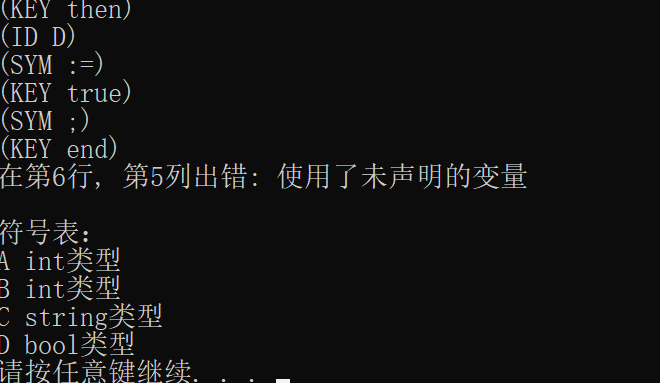 (KEY then)
(ID D)
(SYM :=)
(KEY true)
(SYM ;)
(KEY end)
在第6行, 第5列出错: 使用了未声明的变量
符号表:
A int类型
B int类型
C string类型
D bool类型
请按任意键继续. . .